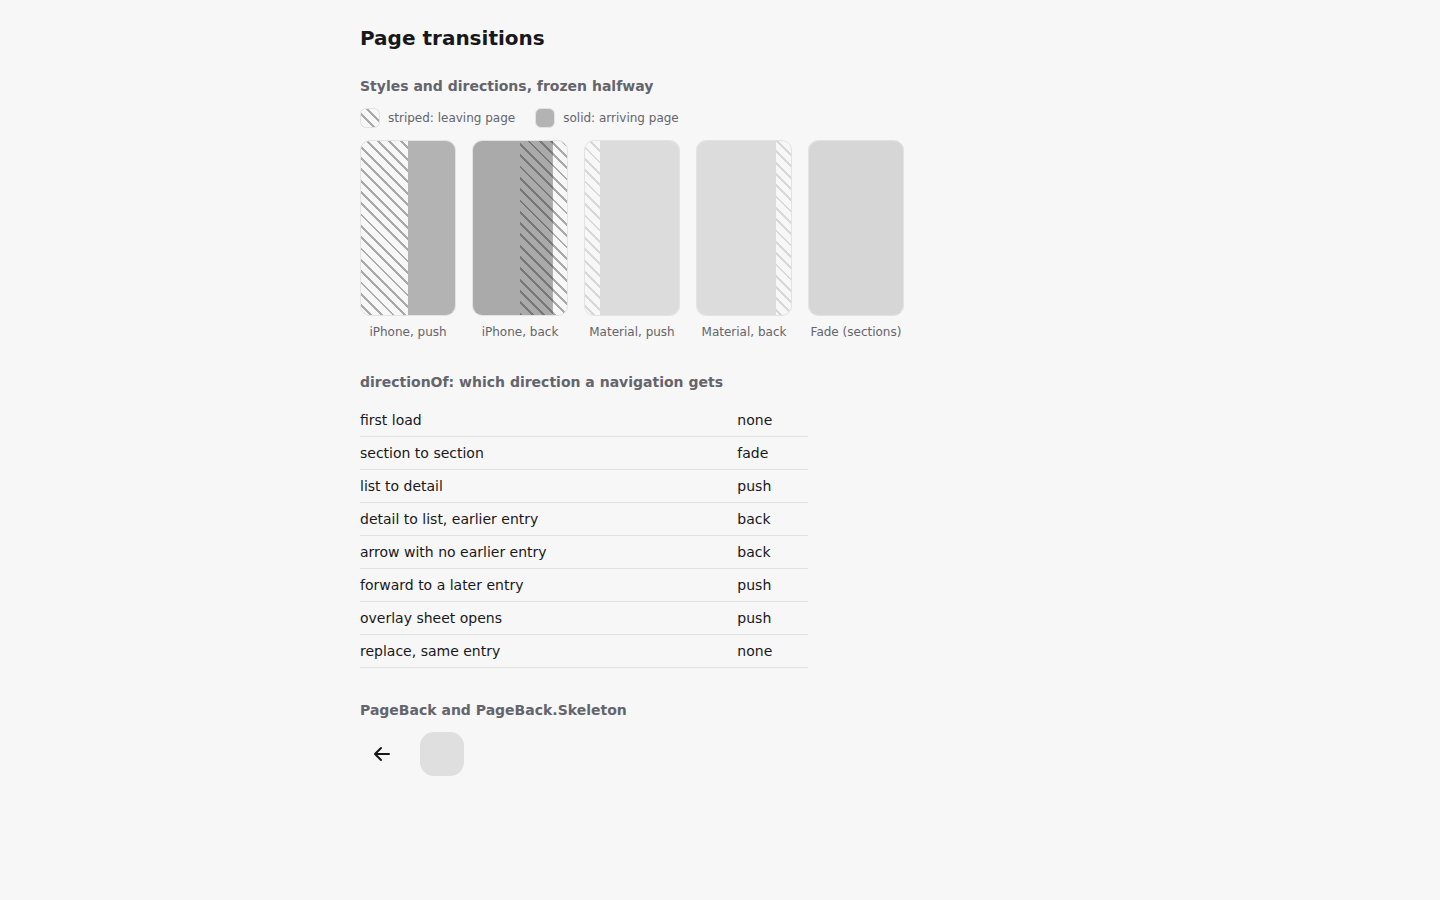 Page transitions
Styles and directions, frozen halfway
striped: leaving page solid: arriving page
iPhone, push iPhone, back Material, push Material, back Fade (sections)
directionOf: which direction a navigation gets
first load none
section to section fade
list to detail push
detail to list, earlier entry back
arrow with no earlier entry back
forward to a later entry push
overlay sheet opens push
replace, same entry none
PageBack and PageBack.Skeleton